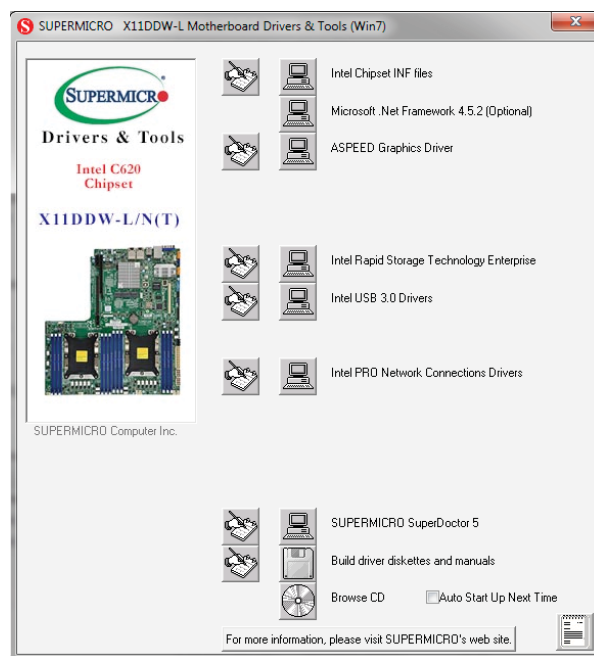 SUPERMICRO X11DDW-L Motherboard Drivers & Tools (Win7)
SUPERMICRO
Drivers & Tools
Intel C620
Chipset
X11DDW-L/N(T)
SUPERMICRO Computer Inc.
Intel Chipset INF files
Microsoft .Net Framework 4.5.2 (Optional)
ASPEED Graphics Driver
Intel Rapid Storage Technology Enterprise
Intel USB 3.0 Drivers
Intel PRO Network Connections Drivers
SUPERMICRO SuperDoctor 5
Build driver diskettes and manuals
Browse CD
Auto Start Up Next Time
For more information, please visit SUPERMICRO's web site.